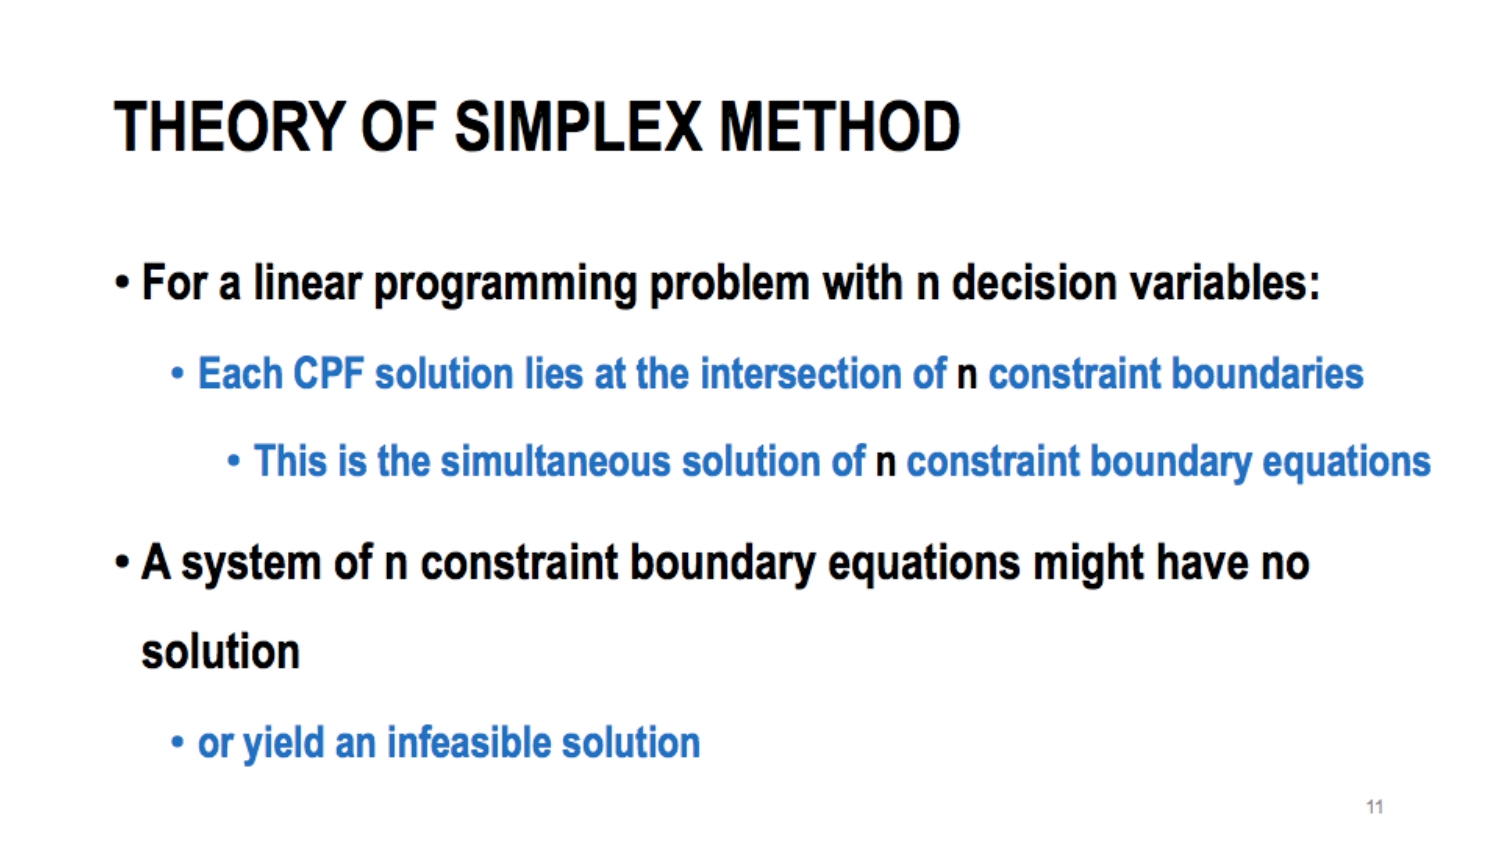 THEORY OF SIMPLEX METHOD
• For a linear programming problem with n decision variables:
• Each CPF solution lies at the intersection of n constraint boundaries
• This is the simultaneous solution of n constraint boundary equations
• A system of n constraint boundary equations might have no
solution
• or yield an infeasible solution
11